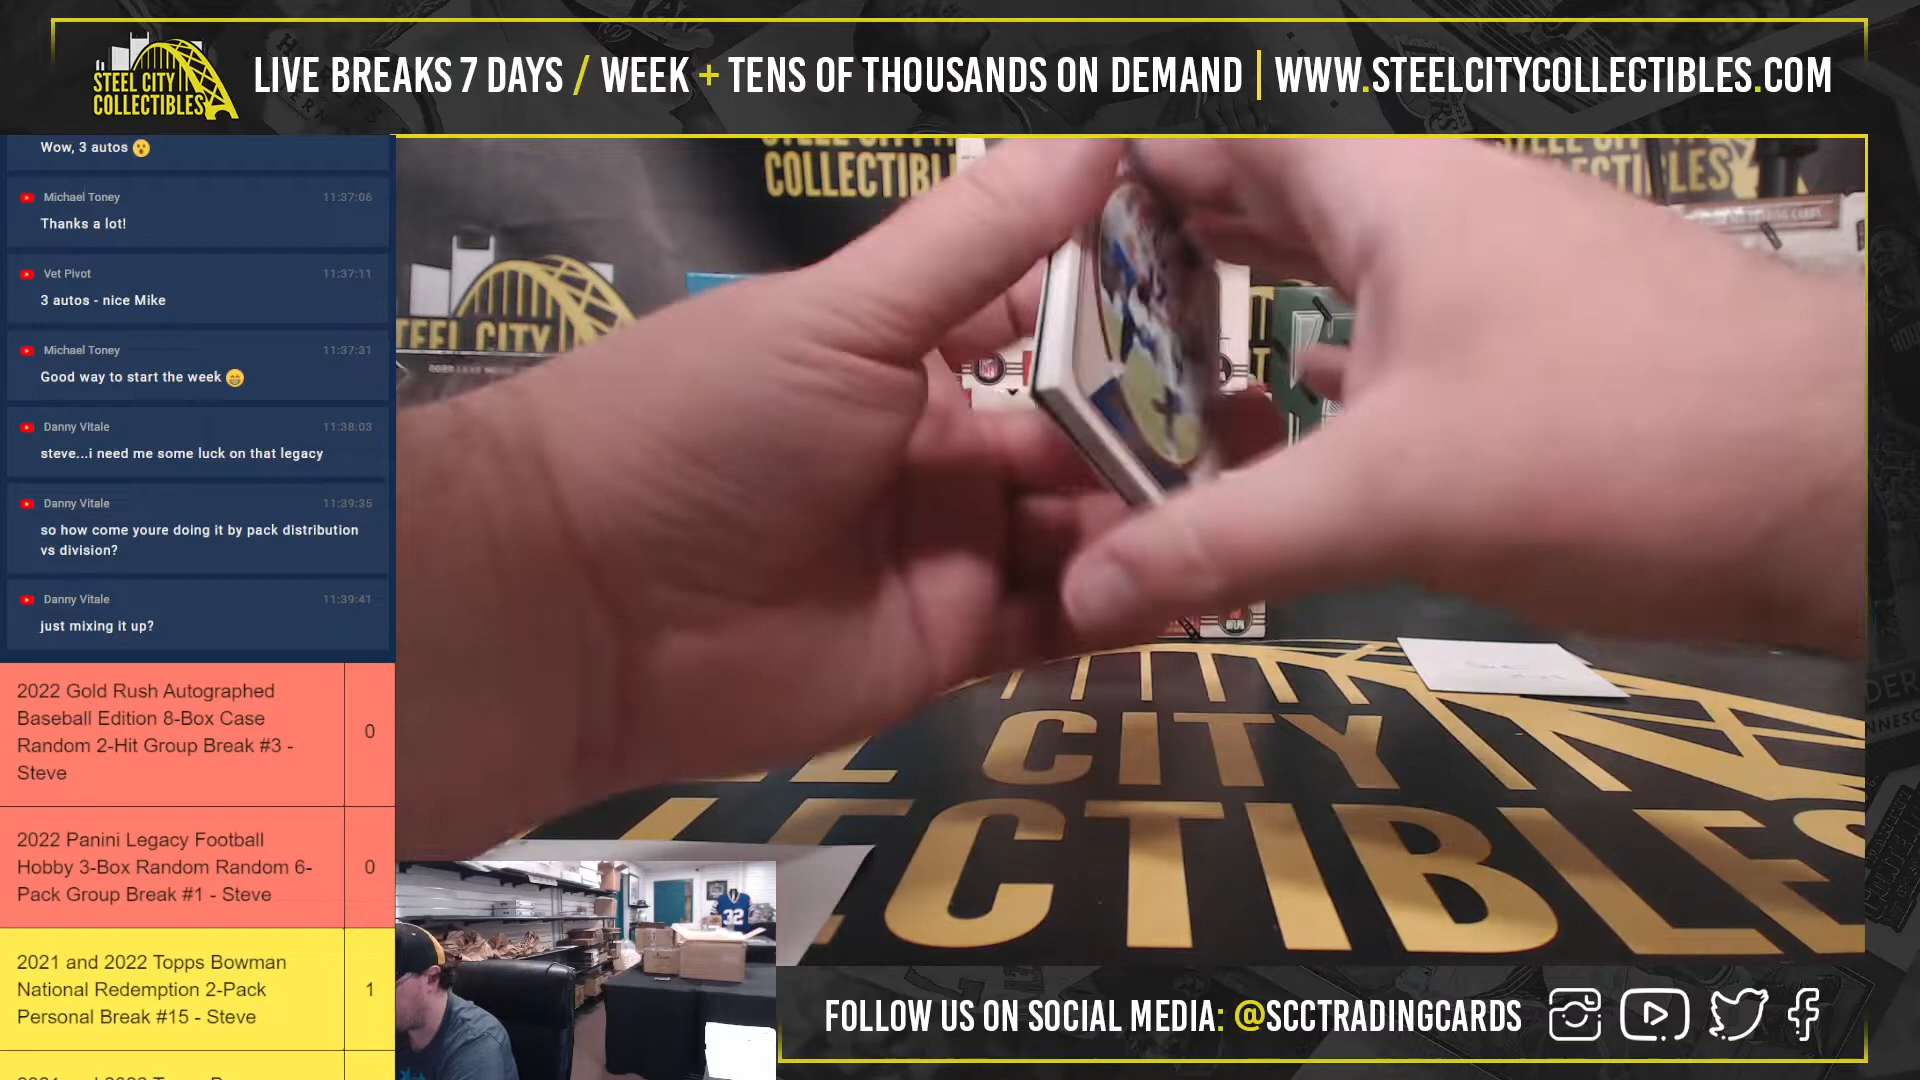 STEEL CITY
COLLECTIBLES
LIVE BREAKS 7 DAYS / WEEK + TENS OF THOUSANDS ON DEMAND | WWW.STEELCITYCOLLECTIBLES.COM
Wow, 3 autos 😮
Michael Toney 11:37:06
Thanks a lot!
Vet Pivot 11:37:11
3 autos - nice Mike
Michael Toney 11:37:31
Good way to start the week 😁
Danny Vitale 11:38:03
steve...i need me some luck on that legacy
Danny Vitale 11:39:35
so how come youre doing it by pack distribution
vs division?
Danny Vitale 11:39:41
just mixing it up?
2022 Gold Rush Autographed
Baseball Edition 8-Box Case
Random 2-Hit Group Break #3 -
Steve
0
2022 Panini Legacy Football
Hobby 3-Box Random Random 6-
Pack Group Break #1 - Steve
0
2021 and 2022 Topps Bowman
National Redemption 2-Pack
Personal Break #15 - Steve
1
COLLECTIBL
STEEL CITY
NFL
CITY
LECTIBLES
32
FOLLOW US ON SOCIAL MEDIA: @SCCTRADINGCARDS